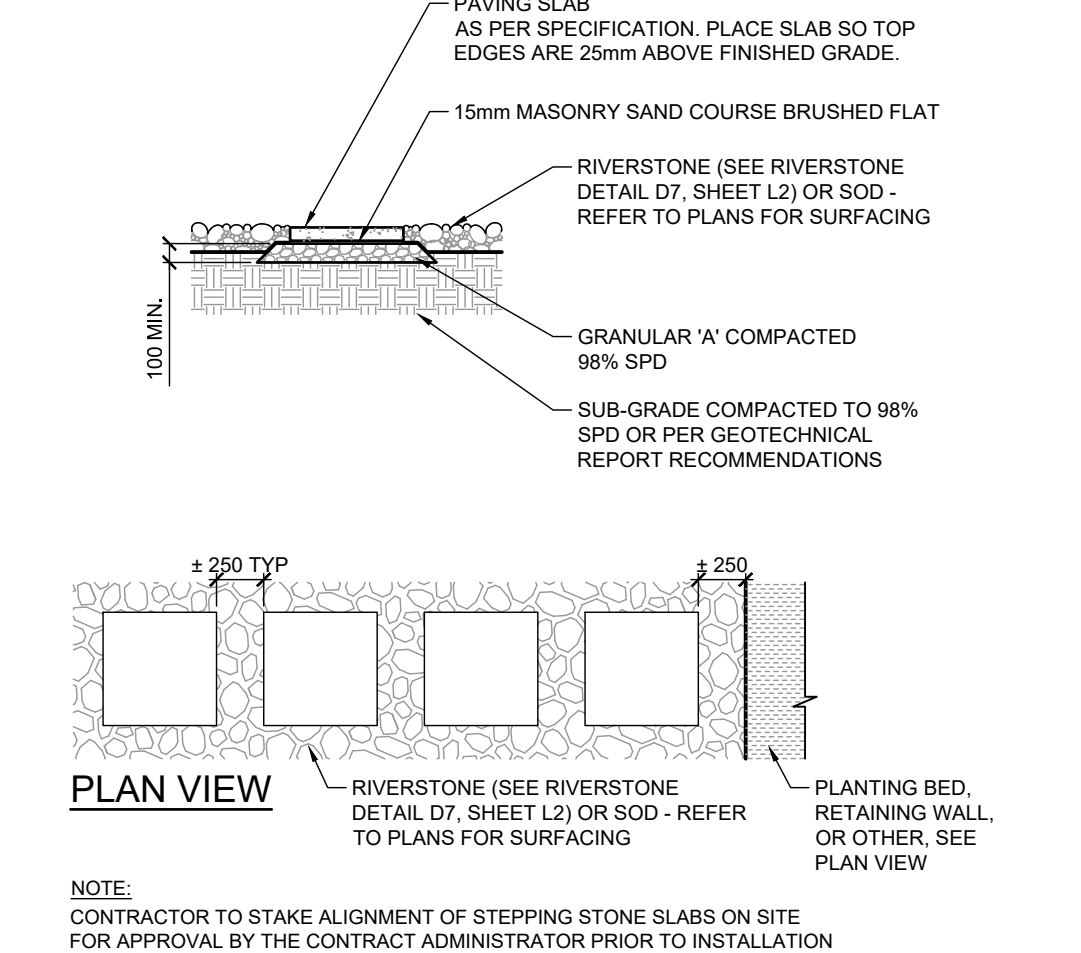 PAVING SLAB
AS PER SPECIFICATION. PLACE SLAB SO TOP
EDGES ARE 25mm ABOVE FINISHED GRADE.
15mm MASONRY SAND COURSE BRUSHED FLAT
RIVERSTONE (SEE RIVERSTONE
DETAIL D7, SHEET L2) OR SOD -
REFER TO PLANS FOR SURFACING
100 MIN.
GRANULAR 'A' COMPACTED
98% SPD
SUB-GRADE COMPACTED TO 98%
SPD OR PER GEOTECHNICAL
REPORT RECOMMENDATIONS
± 250 TYP
± 250
PLAN VIEW
RIVERSTONE (SEE RIVERSTONE
DETAIL D7, SHEET L2) OR SOD - REFER
TO PLANS FOR SURFACING
PLANTING BED,
RETAINING WALL,
OR OTHER, SEE
PLAN VIEW
NOTE:
CONTRACTOR TO STAKE ALIGNMENT OF STEPPING STONE SLABS ON SITE
FOR APPROVAL BY THE CONTRACT ADMINISTRATOR PRIOR TO INSTALLATION